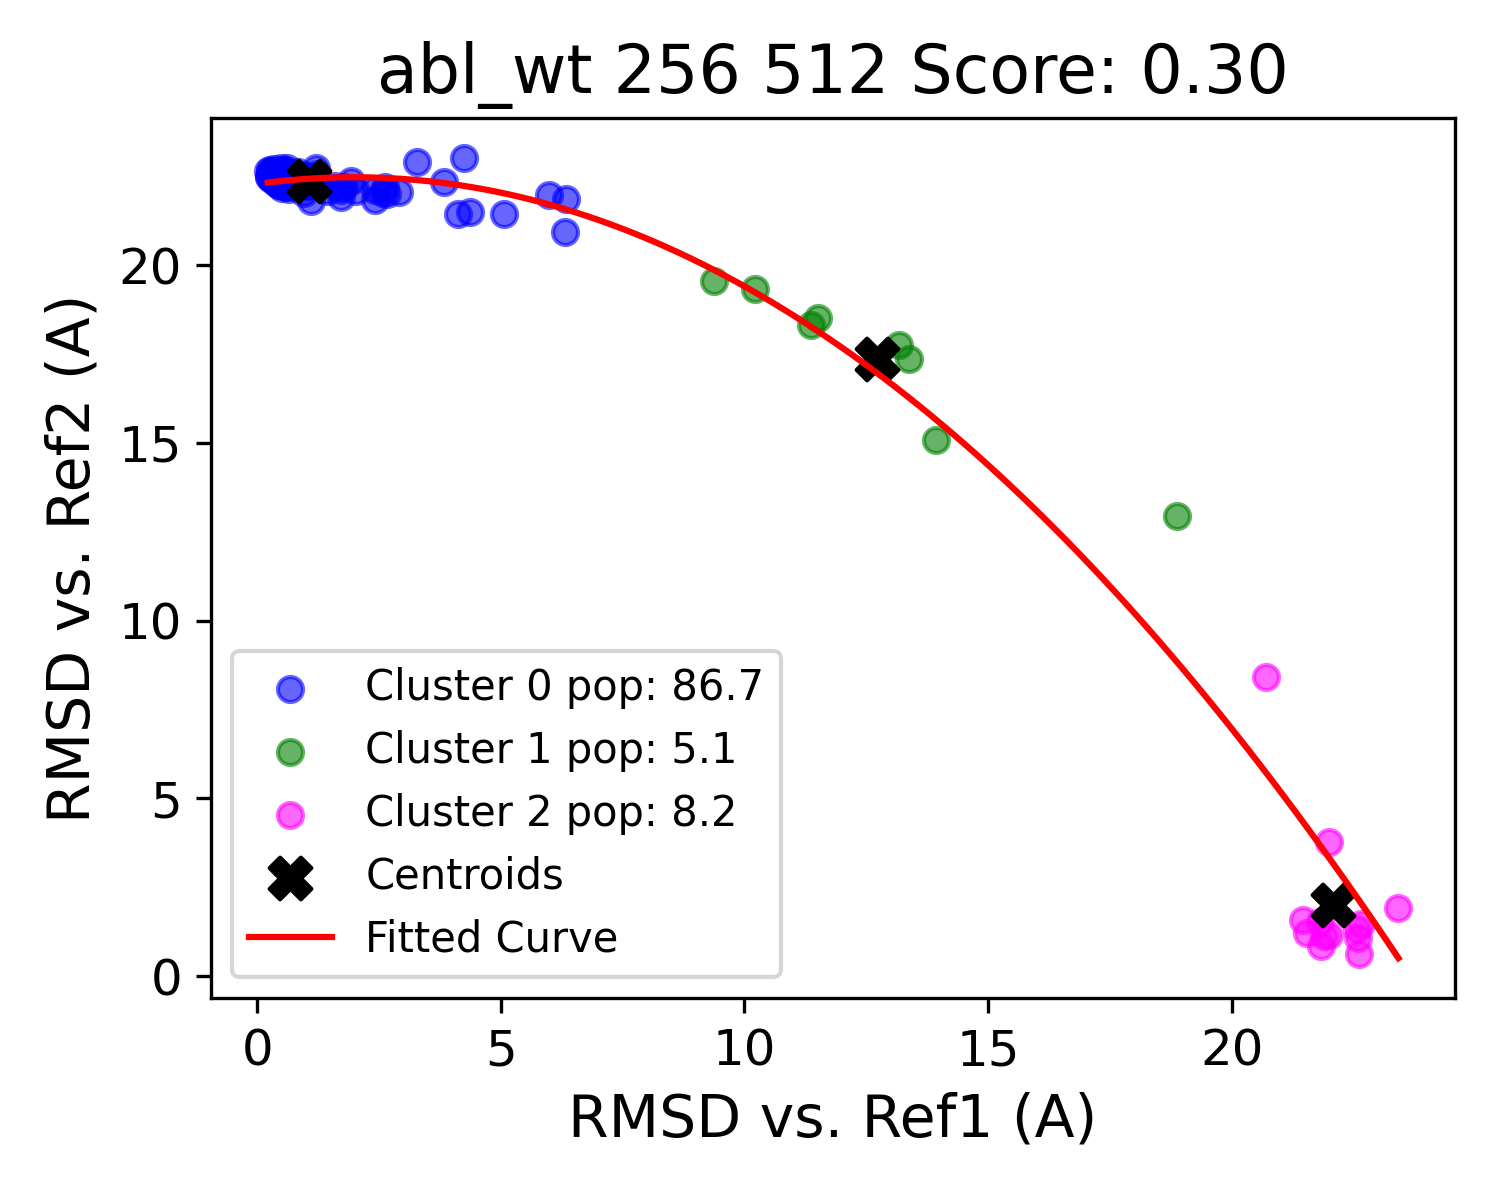 abl_wt 256 512 Score: 0.30
RMSD vs. Ref2 (A)
20
15
10
5
0
Cluster 0 pop: 86.7
Cluster 1 pop: 5.1
Cluster 2 pop: 8.2
Centroids
Fitted Curve
0 5 10 15 20
RMSD vs. Ref1 (A)